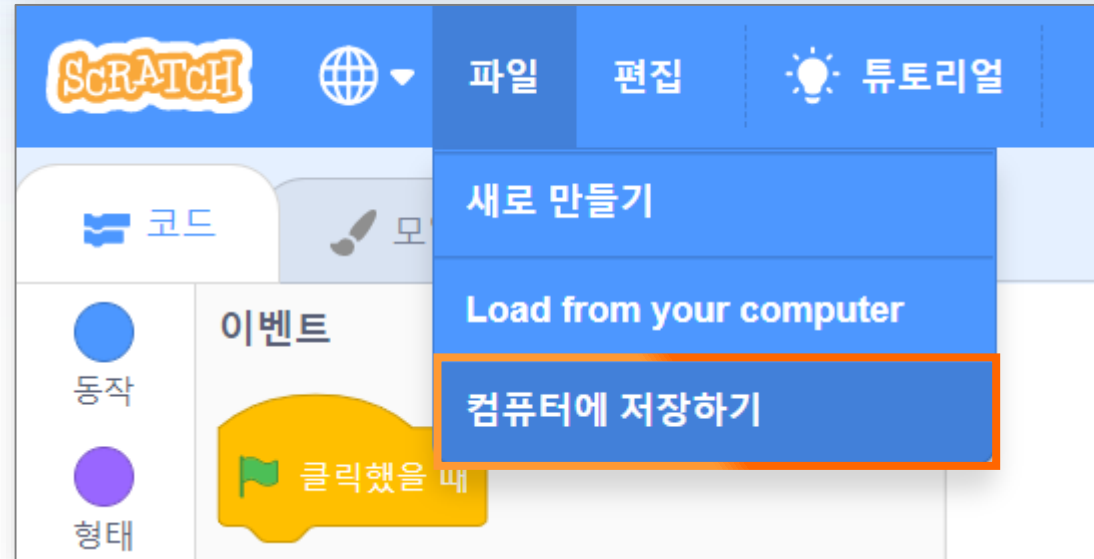 SCRATCH 파일 편집 튜토리얼
새로 만들기
코드
Load from your computer
이벤트
컴퓨터에 저장하기
동작
클릭했을 때
형태